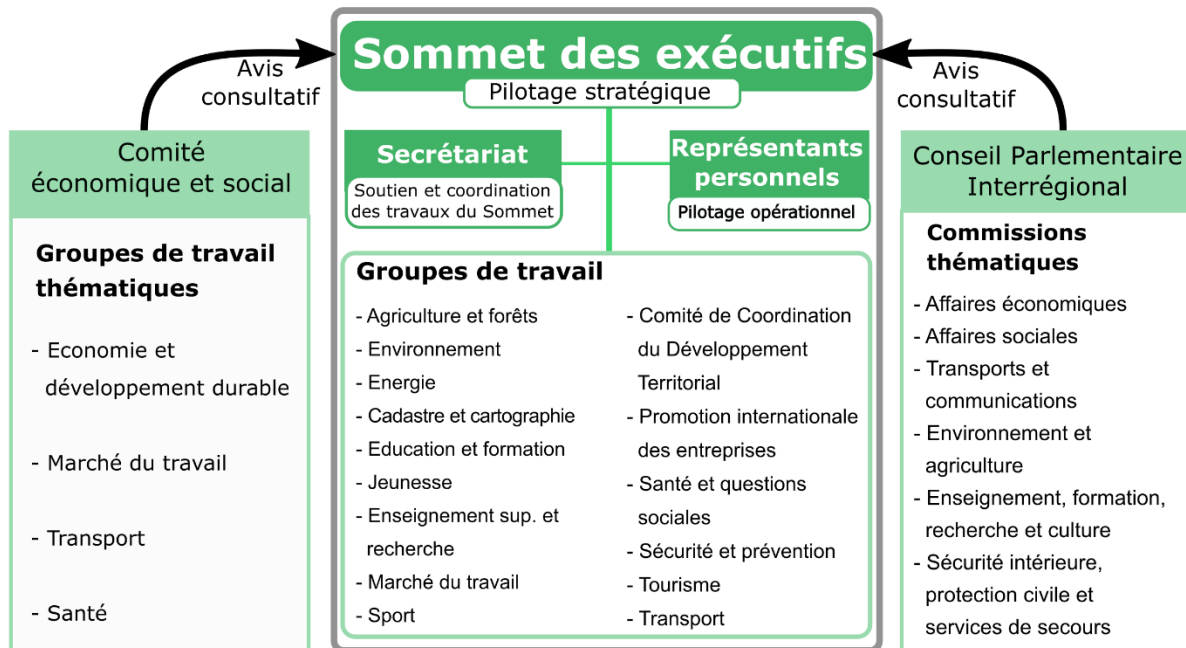 Sommet des exécutifs
Pilotage stratégique
Avis
consultatif
Avis
consultatif
Comité
économique et social
Groupes de travail
thématiques
- Economie et
développement durable
- Marché du travail
- Transport
- Santé
Secrétariat
Soutien et coordination
des travaux du Sommet
Représentants
personnels
Pilotage opérationnel
Groupes de travail
- Agriculture et forêts
- Environnement
- Energie
- Cadastre et cartographie
- Education et formation
- Jeunesse
- Enseignement sup. et
recherche
- Marché du travail
- Sport
- Comité de Coordination
du Développement
Territorial
- Promotion internationale
des entreprises
- Santé et questions
sociales
- Sécurité et prévention
- Tourisme
- Transport
Conseil Parlementaire
Interrégional
Commissions
thématiques
- Affaires économiques
- Affaires sociales
- Transports et
communications
- Environnement et
agriculture
- Enseignement, formation,
recherche et culture
- Sécurité intérieure,
protection civile et
services de secours